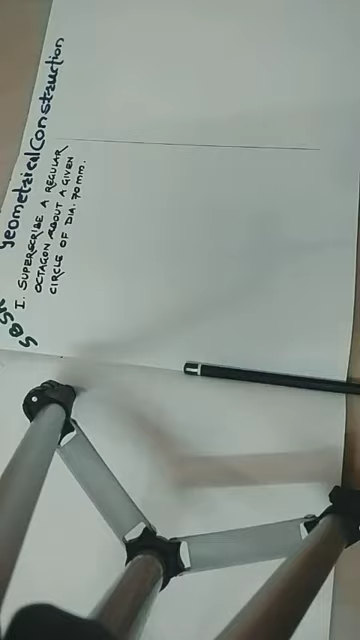 Geometrical Construction
I. SUPERSCRIBE A REGULAR
OCTAGON ABOUT A GIVEN
CIRCLE OF DIA. 70 mm.